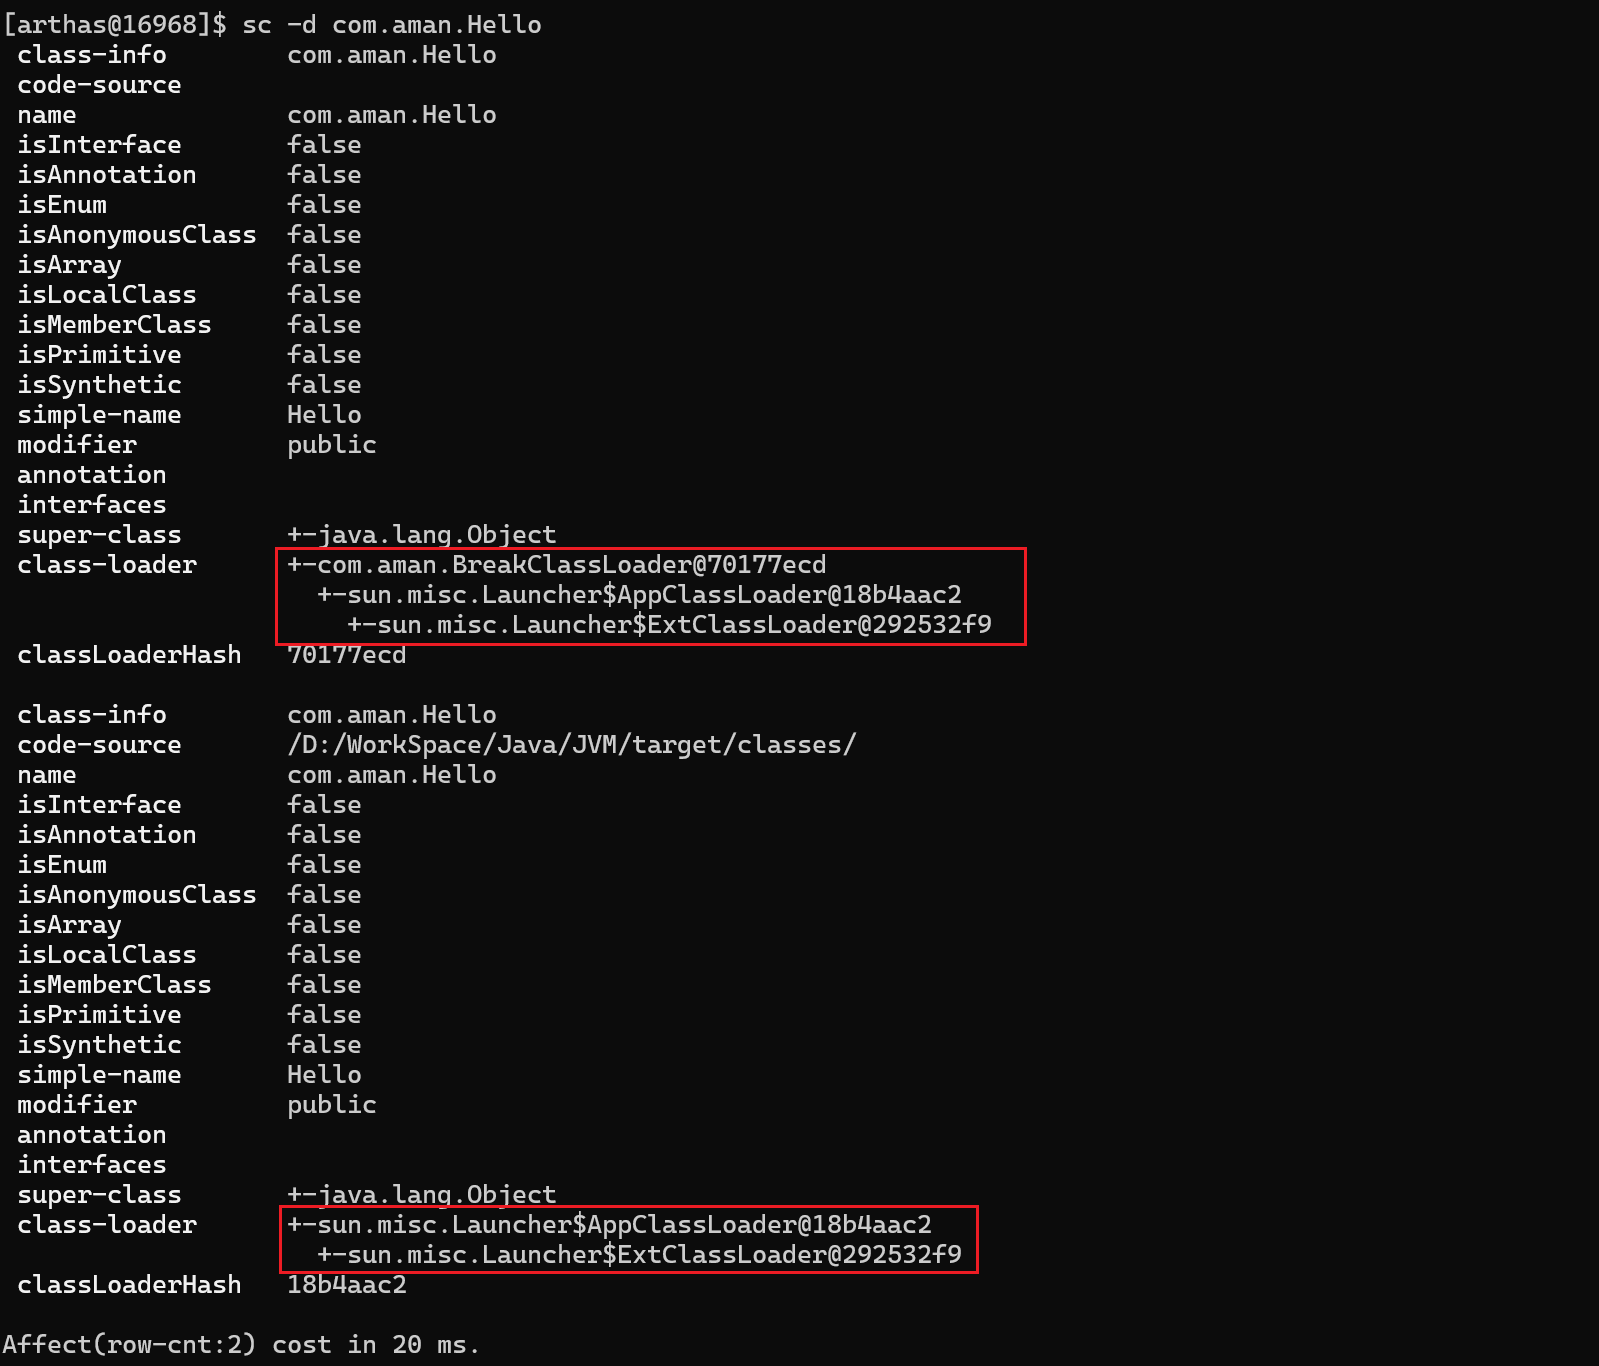 [arthas@16968]$ sc -d com.aman.Hello
class-info com.aman.Hello
code-source
name com.aman.Hello
isInterface false
isAnnotation false
isEnum false
isAnonymousClass false
isArray false
isLocalClass false
isMemberClass false
isPrimitive false
isSynthetic false
simple-name Hello
modifier public
annotation
interfaces
super-class +-java.lang.Object
class-loader +-com.aman.BreakClassLoader@70177ecd
+-sun.misc.Launcher$AppClassLoader@18b4aac2
+-sun.misc.Launcher$ExtClassLoader@292532f9
classLoaderHash 70177ecd
class-info com.aman.Hello
code-source /D:/WorkSpace/Java/JVM/target/classes/
name com.aman.Hello
isInterface false
isAnnotation false
isEnum false
isAnonymousClass false
isArray false
isLocalClass false
isMemberClass false
isPrimitive false
isSynthetic false
simple-name Hello
modifier public
annotation
interfaces
super-class +-java.lang.Object
class-loader +-sun.misc.Launcher$AppClassLoader@18b4aac2
+-sun.misc.Launcher$ExtClassLoader@292532f9
classLoaderHash 18b4aac2
Affect(row-cnt:2) cost in 20 ms.